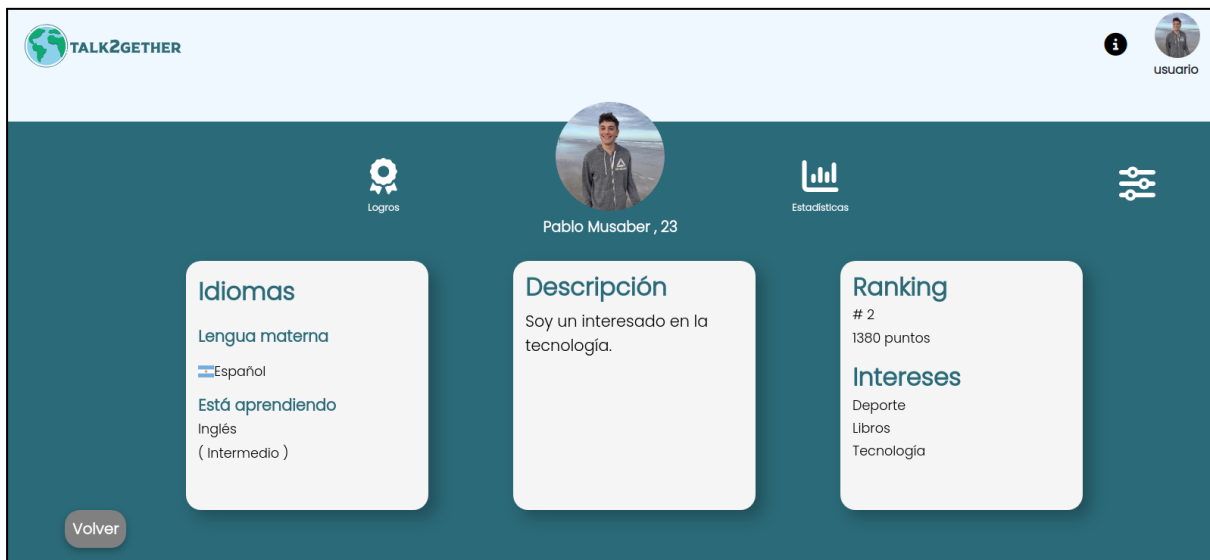 TALK2GETHER
usuario
Logros
Estadísticas
Pablo Musaber , 23
Idiomas
Lengua materna
Español
Está aprendiendo
Inglés
( Intermedio )
Descripción
Soy un interesado en la
tecnología.
Ranking
# 2
1380 puntos
Intereses
Deporte
Libros
Tecnología
Volver